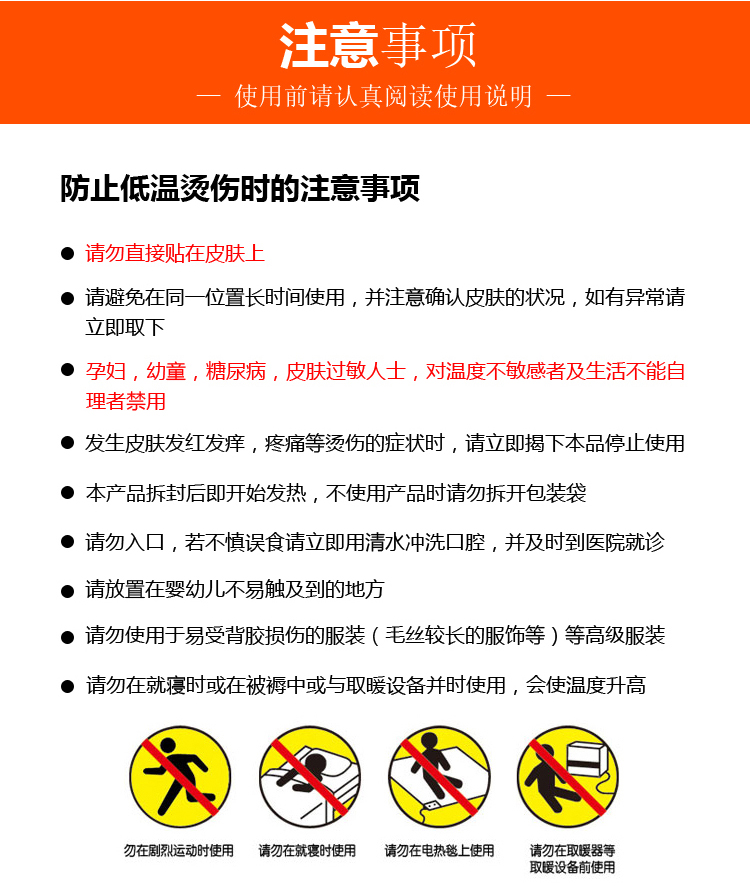 注意事项
— 使用前请认真阅读使用说明 —
防止低温烫伤时的注意事项
● 请勿直接贴在皮肤上
● 请避免在同一位置长时间使用，并注意确认皮肤的状况，如有异常请
立即取下
● 孕妇，幼童，糖尿病，皮肤过敏人士，对温度不敏感者及生活不能自
理者禁用
● 发生皮肤发红发痒，疼痛等烫伤的症状时，请立即揭下本品停止使用
● 本产品拆封后即开始发热，不使用产品时请勿拆开包装袋
● 请勿入口，若不慎误食请立即用清水冲洗口腔，并及时到医院就诊
● 请放置在婴幼儿不易触及到的地方
● 请勿使用于易受背胶损伤的服装（毛丝较长的服饰等）等高级服装
● 请勿在就寝时或在被褥中或与取暖设备并时使用，会使温度升高
勿在剧烈运动时使用
请勿在就寝时使用
请勿在电热毯上使用
请勿在取暖器等
取暖设备前使用